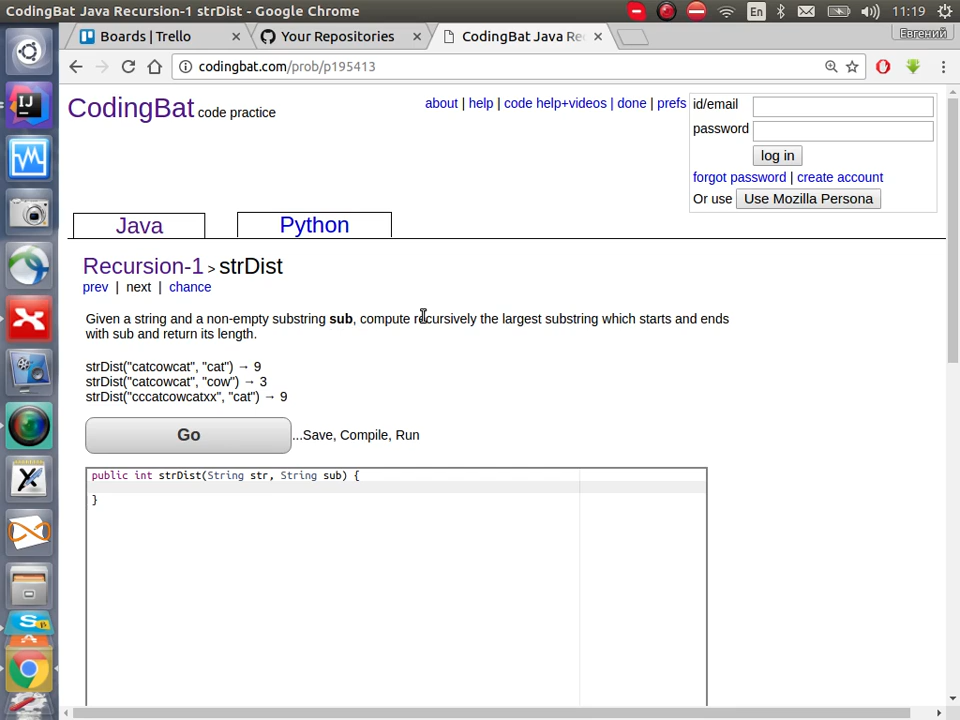 CodingBat Java Recursion-1 strDist - Google Chrome
En
11:19
Boards | Trello
Your Repositories
CodingBat Java Re
Евгений
codingbat.com/prob/p195413
CodingBat code practice
about | help | code help+videos | done | prefs
id/email
password
log in
forgot password | create account
Or use Use Mozilla Persona
Java
Python
Recursion-1 > strDist
prev | next | chance
Given a string and a non-empty substring sub, compute recursively the largest substring which starts and ends
with sub and return its length.
strDist("catcowcat", "cat") → 9
strDist("catcowcat", "cow") → 3
strDist("cccatcowcatxx", "cat") → 9
Go ...Save, Compile, Run
public int strDist(String str, String sub) {
}